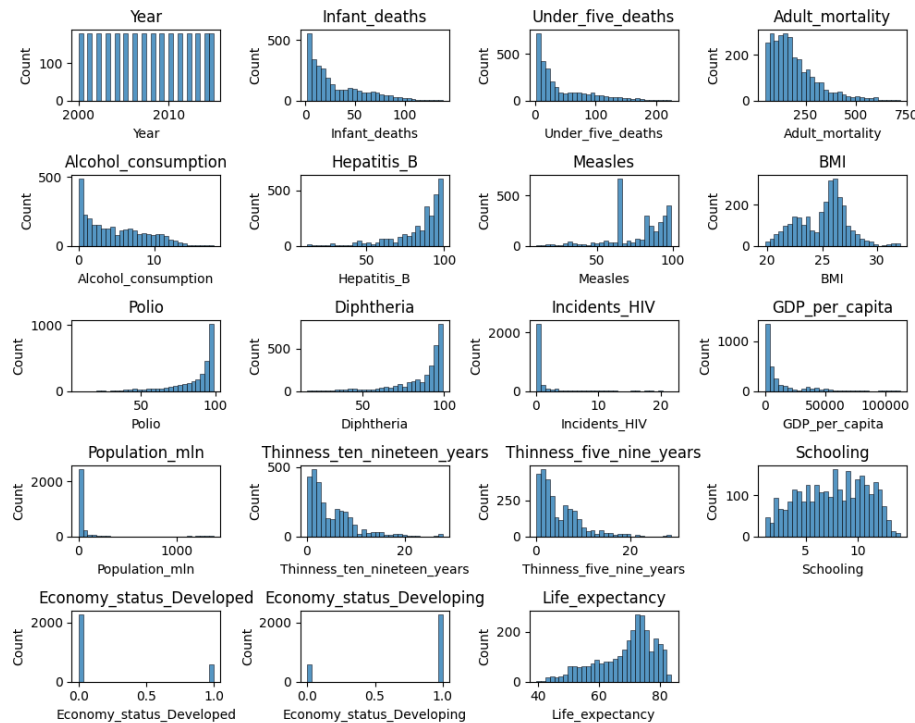 Year
Infant_deaths
Under_five_deaths
Adult_mortality
Count
100
0
2000
2010
Year
Count
500
0
0
50
100
Infant_deaths
Count
500
0
0
100
200
Under_five_deaths
Count
200
0
250
500
750
Adult_mortality
Alcohol_consumption
Hepatitis_B
Measles
BMI
Count
500
0
0
10
Alcohol_consumption
Count
500
0
50
100
Hepatitis_B
Count
500
0
50
100
Measles
Count
200
0
20
25
30
BMI
Polio
Diphtheria
Incidents_HIV
GDP_per_capita
Count
1000
0
50
100
Polio
Count
500
0
50
100
Diphtheria
Count
2000
0
0
10
20
Incidents_HIV
Count
1000
0
0
50000
100000
GDP_per_capita
Population_mln
Thinness_ten_nineteen_years
Thinness_five_nine_years
Schooling
Count
2000
0
0
1000
Population_mln
Count
500
250
0
0
20
Thinness_ten_nineteen_years
Count
250
0
0
20
Thinness_five_nine_years
Count
100
0
5
10
Schooling
Economy_status_Developed
Economy_status_Developing
Life_expectancy
Count
2000
0
0.0
0.5
1.0
Economy_status_Developed
Count
2000
0
0.0
0.5
1.0
Economy_status_Developing
Count
200
0
40
60
80
Life_expectancy